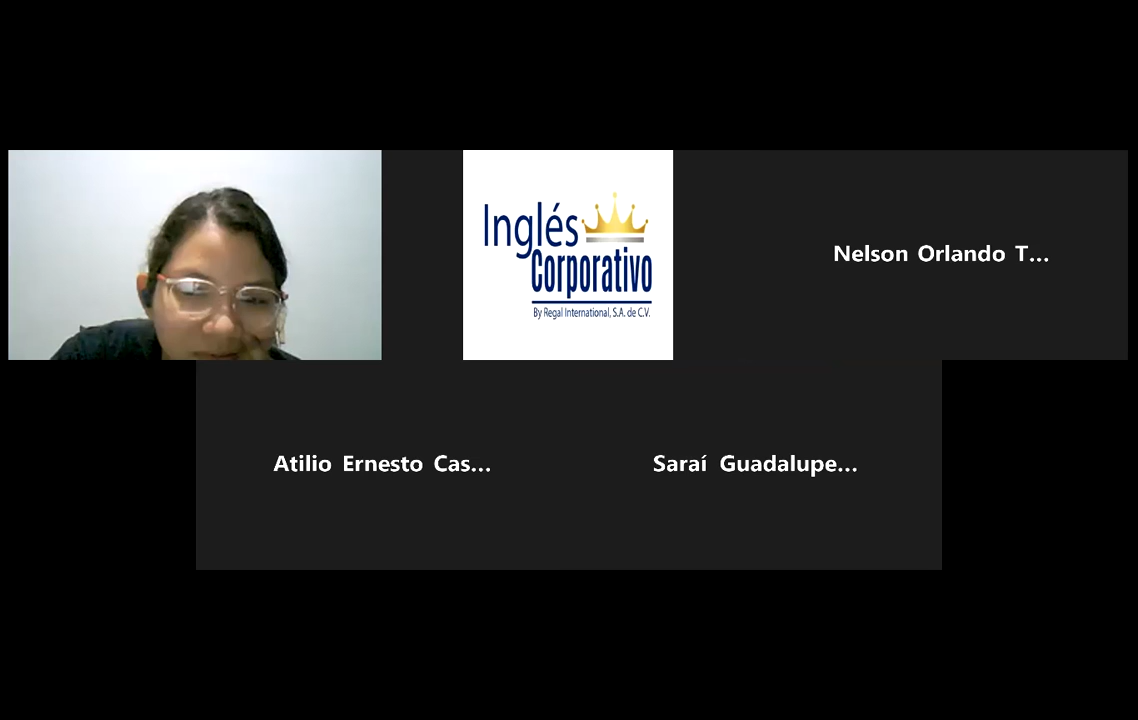 Inglés
Corporativo
By Regal International, S.A. de C.V.
Nelson Orlando T...
Atilio Ernesto Cas...
Saraí Guadalupe...